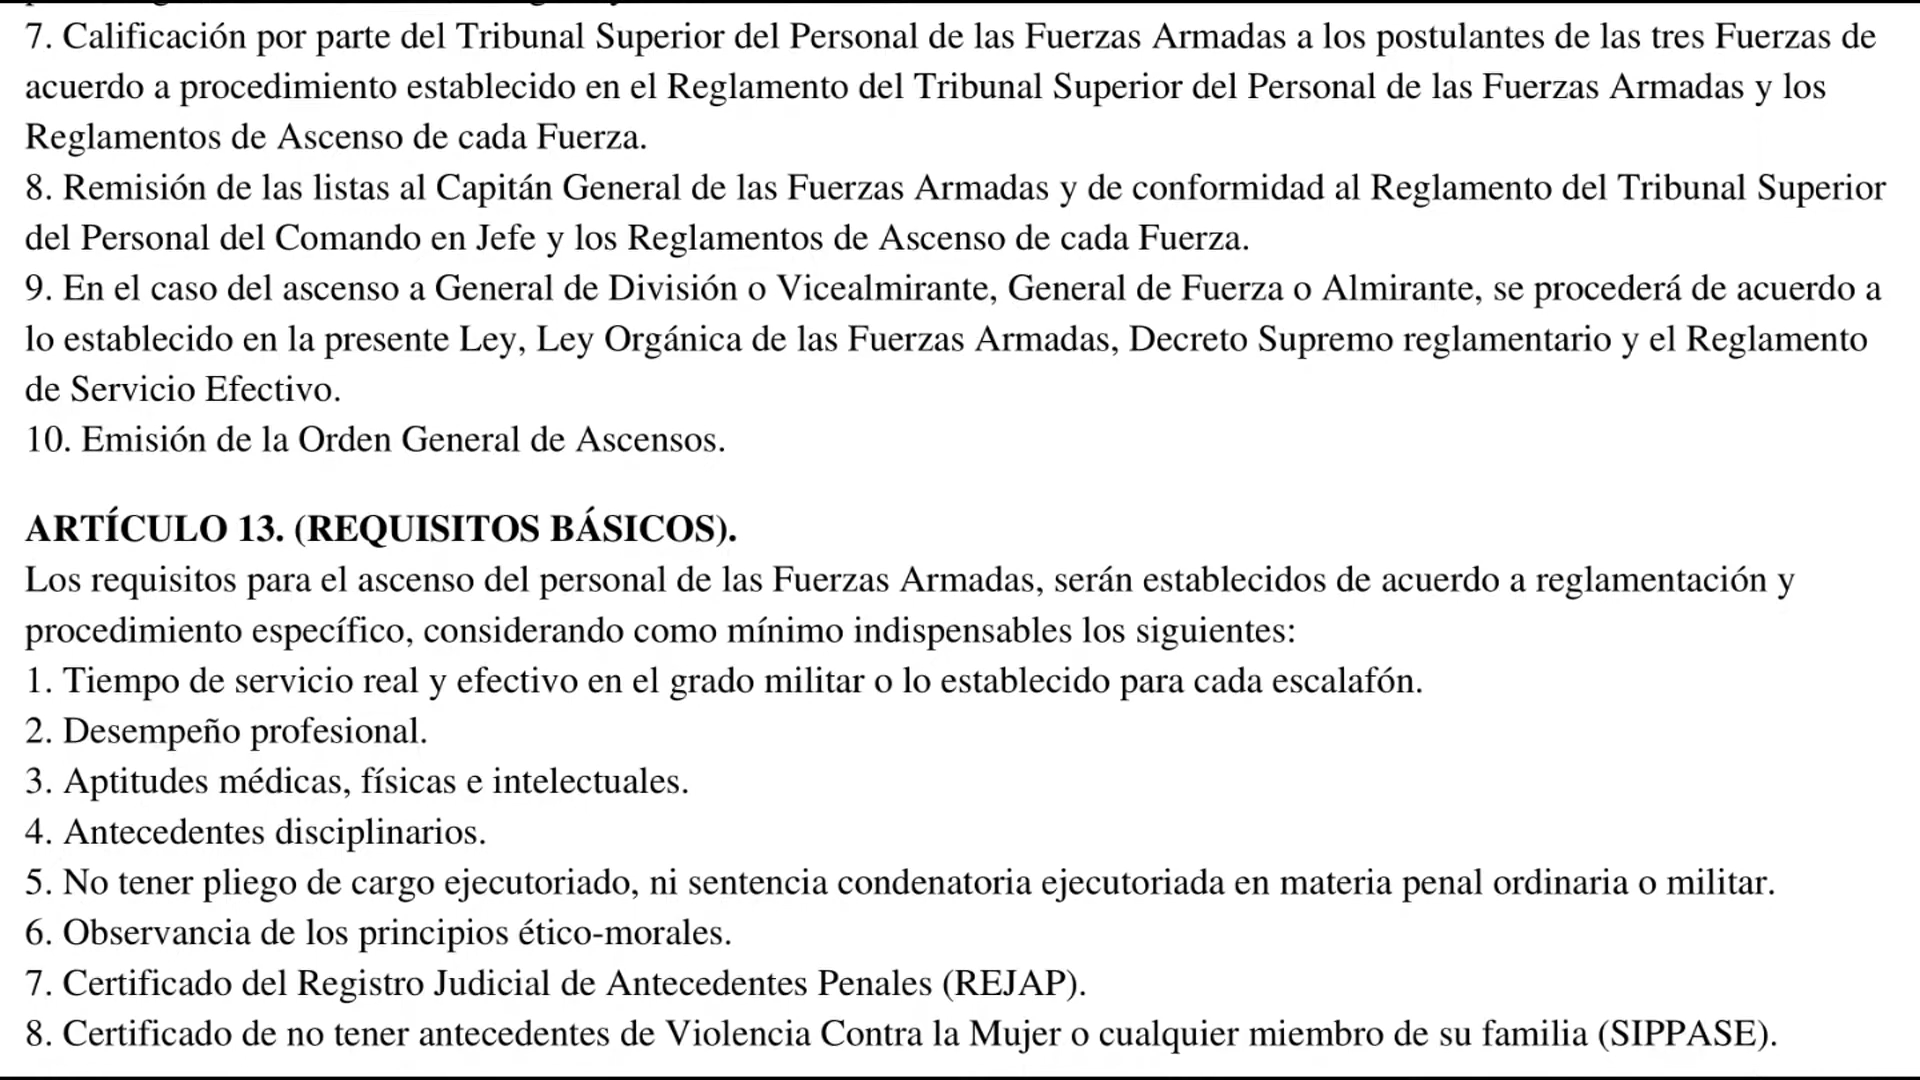 7. Calificación por parte del Tribunal Superior del Personal de las Fuerzas Armadas a los postulantes de las tres Fuerzas de
acuerdo a procedimiento establecido en el Reglamento del Tribunal Superior del Personal de las Fuerzas Armadas y los
Reglamentos de Ascenso de cada Fuerza.
8. Remisión de las listas al Capitán General de las Fuerzas Armadas y de conformidad al Reglamento del Tribunal Superior
del Personal del Comando en Jefe y los Reglamentos de Ascenso de cada Fuerza.
9. En el caso del ascenso a General de División o Vicealmirante, General de Fuerza o Almirante, se procederá de acuerdo a
lo establecido en la presente Ley, Ley Orgánica de las Fuerzas Armadas, Decreto Supremo reglamentario y el Reglamento
de Servicio Efectivo.
10. Emisión de la Orden General de Ascensos.
ARTÍCULO 13. (REQUISITOS BÁSICOS).
Los requisitos para el ascenso del personal de las Fuerzas Armadas, serán establecidos de acuerdo a reglamentación y
procedimiento específico, considerando como mínimo indispensables los siguientes:
1. Tiempo de servicio real y efectivo en el grado militar o lo establecido para cada escalafón.
2. Desempeño profesional.
3. Aptitudes médicas, físicas e intelectuales.
4. Antecedentes disciplinarios.
5. No tener pliego de cargo ejecutoriado, ni sentencia condenatoria ejecutoriada en materia penal ordinaria o militar.
6. Observancia de los principios ético-morales.
7. Certificado del Registro Judicial de Antecedentes Penales (REJAP).
8. Certificado de no tener antecedentes de Violencia Contra la Mujer o cualquier miembro de su familia (SIPPASE).